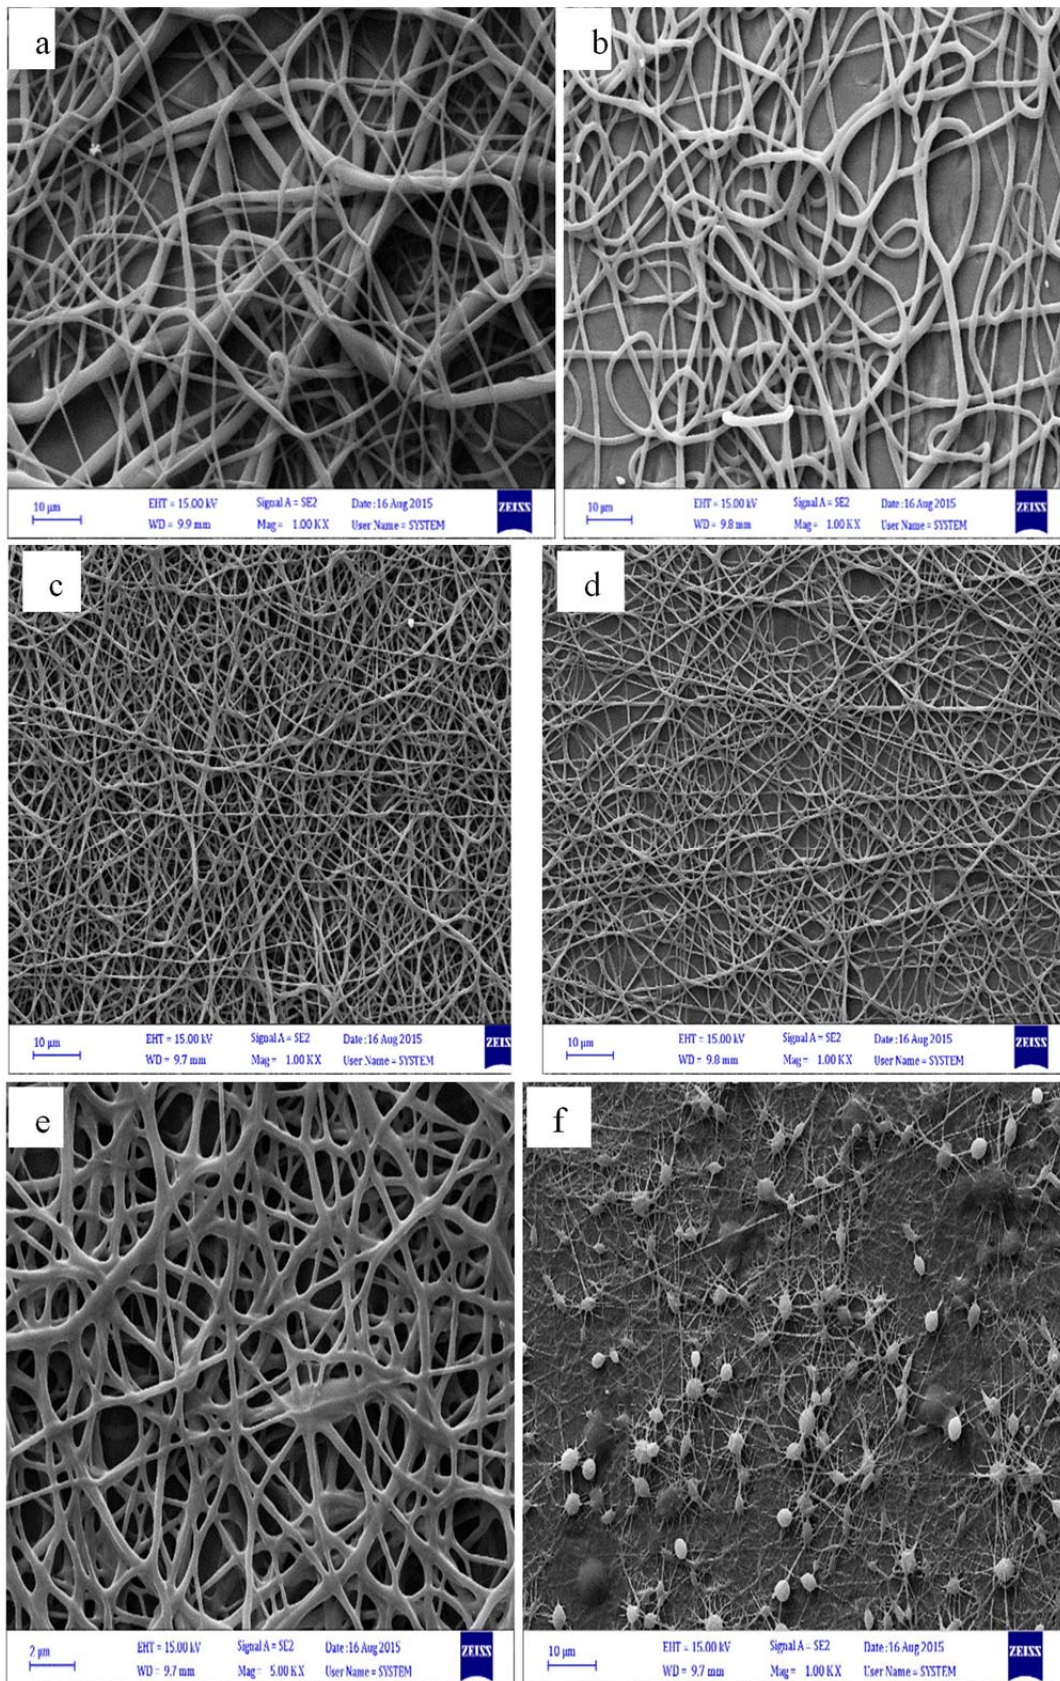 a
b
10 µm
EHT = 15.00 kV Signal A = SE2 Date :16 Aug 2015
WD = 9.9 mm Mag = 1.00 KX User Name = SYSTEM
ZEISS
10 µm
EHT = 15.00 kV Signal A = SE2 Date :16 Aug 2015
WD = 9.8 mm Mag = 1.00 KX User Name = SYSTEM
ZEISS
c
d
10 µm
EHT = 15.00 kV Signal A = SE2 Date :16 Aug 2015
WD = 9.7 mm Mag = 1.00 KX User Name = SYSTEM
ZEIS
10 µm
EHT = 15.00 kV Signal A = SE2 Date :16 Aug 2015
WD = 9.8 mm Mag = 1.00 KX User Name = SYSTEM
ZEISS
e
f
2 µm
EHT = 15.00 kV Signal A = SE2 Date :16 Aug 2015
WD = 9.7 mm Mag = 5.00 KX User Name = SYSTEM
ZEISS
10 µm
EHT = 15.00 kV Signal A = SE2 Date :16 Aug 2015
WD = 9.7 mm Mag = 1.00 KX User Name = SYSTEM
ZEISS